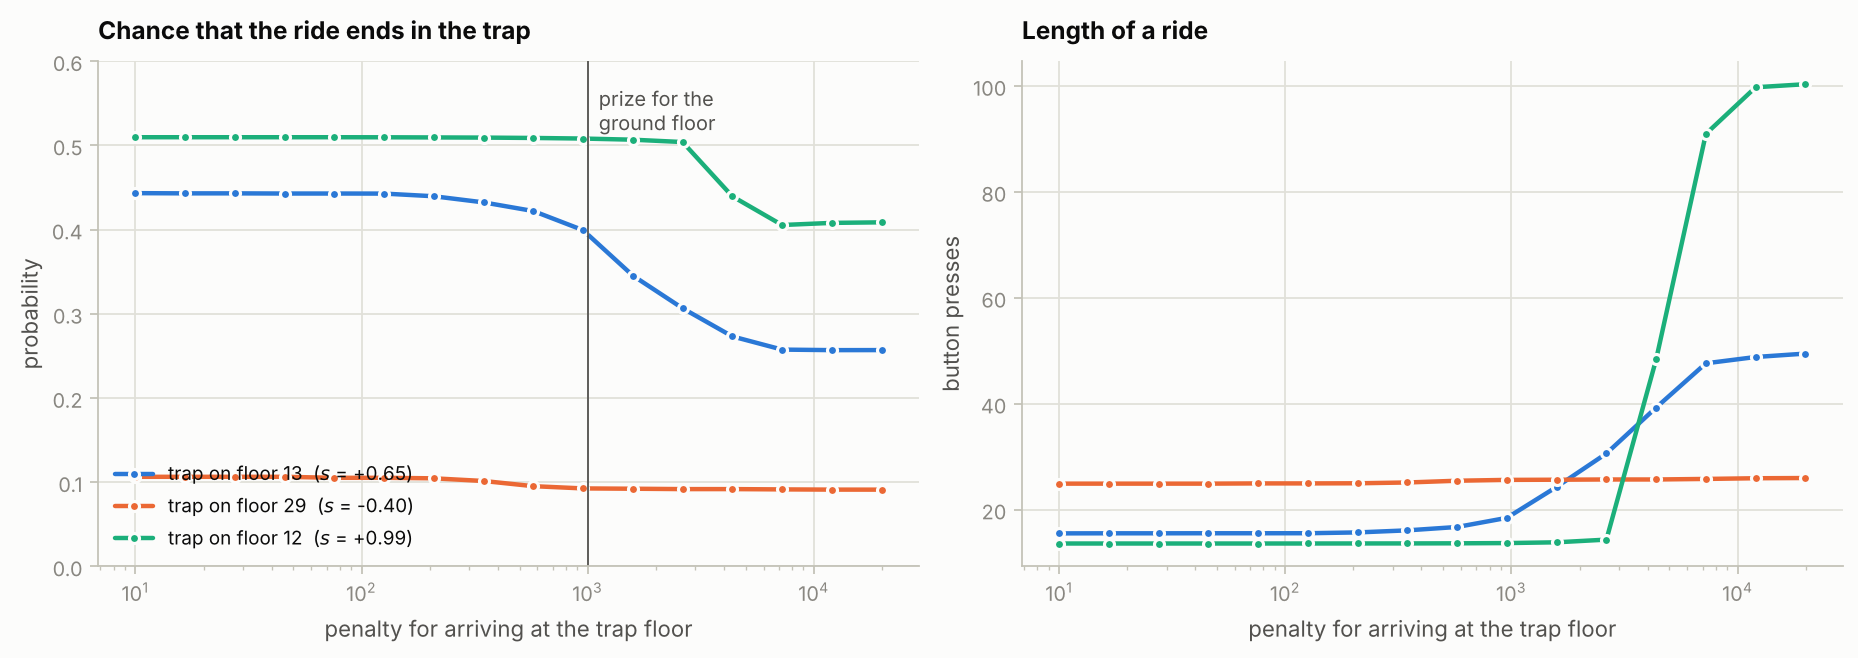 Chance that the ride ends in the trap
0.6
0.5
0.4
0.3
0.2
0.1
0.0
probability
prize for the
ground floor
trap on floor 13 (s = +0.65)
trap on floor 29 (s = -0.40)
trap on floor 12 (s = +0.99)
10¹
10²
10³
10⁴
penalty for arriving at the trap floor
Length of a ride
100
80
60
40
20
button presses
10¹
10²
10³
10⁴
penalty for arriving at the trap floor